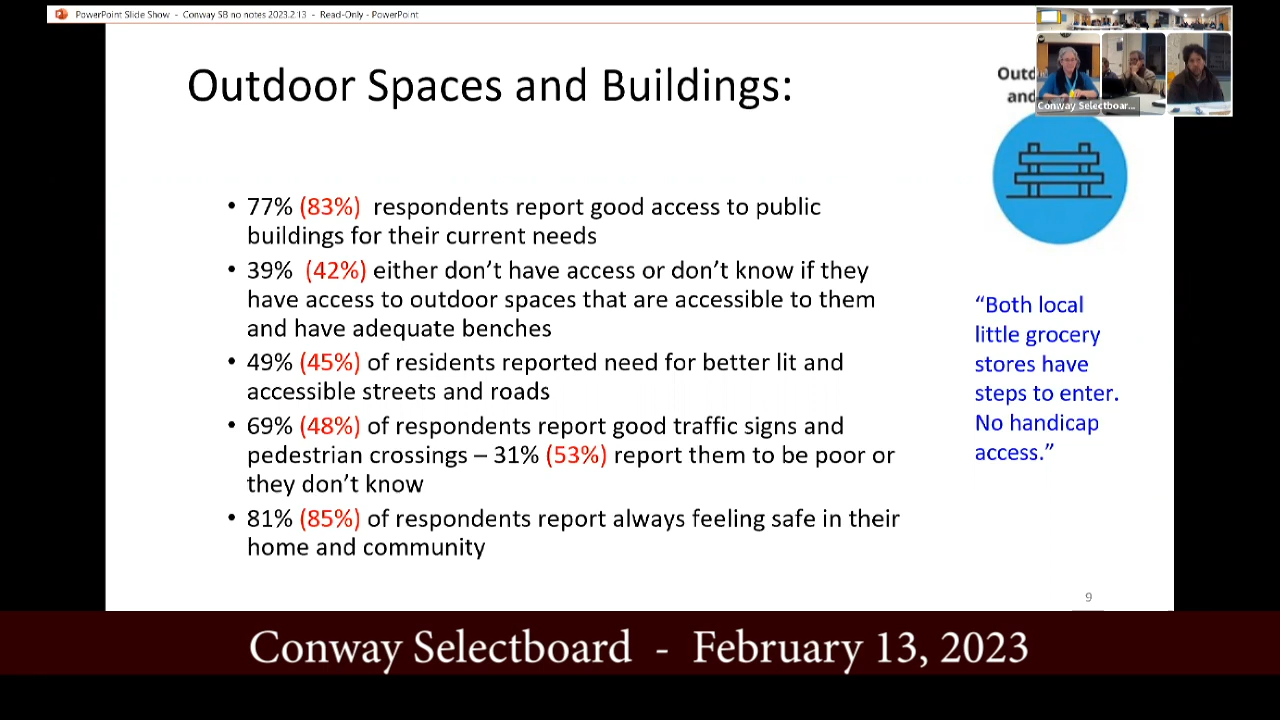 PowerPoint Slide Show - Conway SB no notes 2023.2.13 - Read-Only - PowerPoint
Outdoor Spaces and Buildings:
Outd
and
Conway Selectboar...
• 77% (83%) respondents report good access to public
buildings for their current needs
• 39% (42%) either don’t have access or don’t know if they
have access to outdoor spaces that are accessible to them
and have adequate benches
• 49% (45%) of residents reported need for better lit and
accessible streets and roads
• 69% (48%) of respondents report good traffic signs and
pedestrian crossings – 31% (53%) report them to be poor or
they don’t know
• 81% (85%) of respondents report always feeling safe in their
home and community
“Both local
little grocery
stores have
steps to enter.
No handicap
access.”
9
Conway Selectboard - February 13, 2023